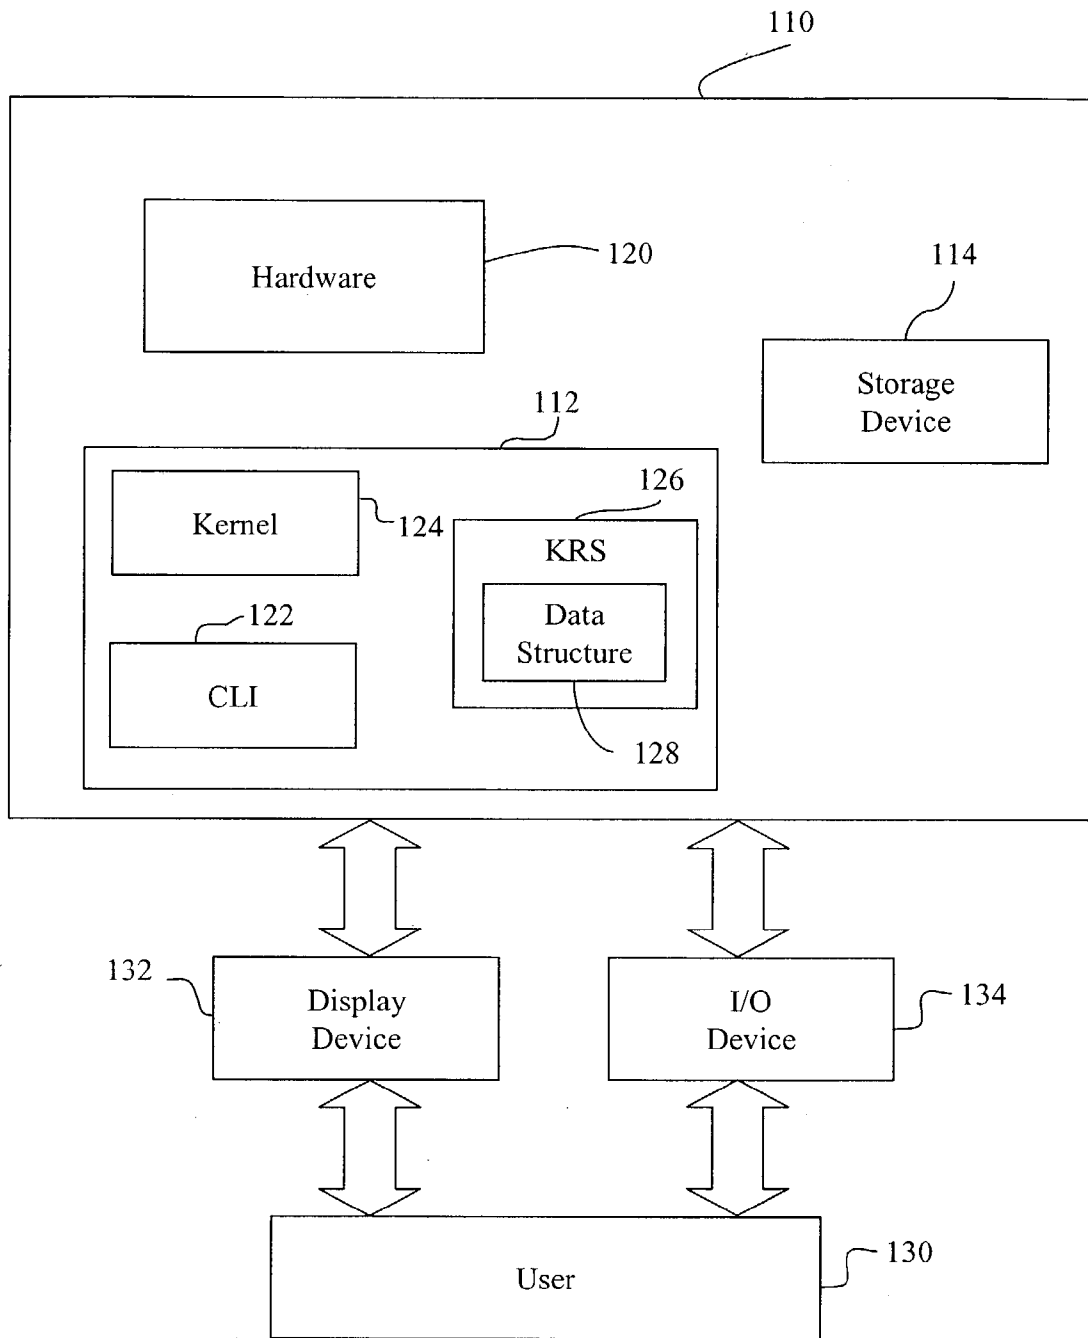 110
Hardware
120
114
Storage
Device
112
Kernel
124
126
KRS
Data
Structure
122
CLI
128
132
Display
Device
I/O
Device
134
User
130